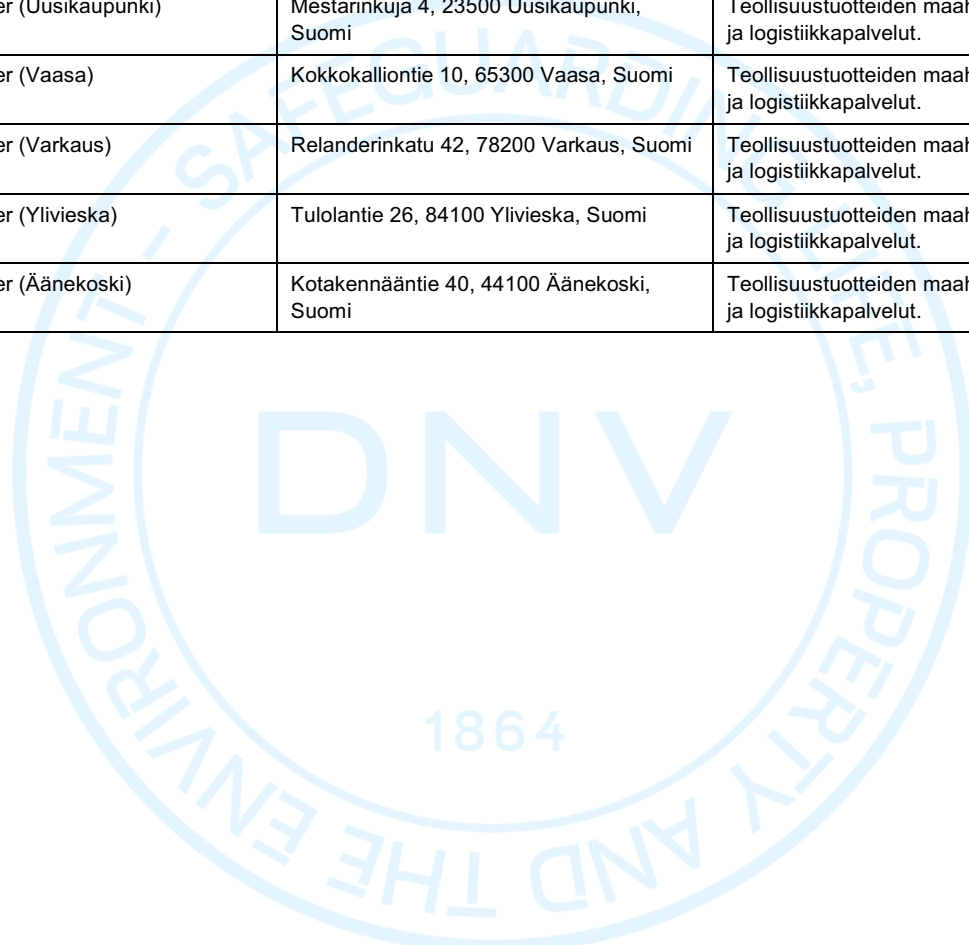 er (Uusikaupunki)
Mestarinkuja 4, 23500 Uusikaupunki,
Suomi
Teollisuustuotteiden maah
ja logistiikkapalvelut.
er (Vaasa)
Kokkokalliontie 10, 65300 Vaasa, Suomi
Teollisuustuotteiden maah
ja logistiikkapalvelut.
er (Varkaus)
Relanderinkatu 42, 78200 Varkaus, Suomi
Teollisuustuotteiden maah
ja logistiikkapalvelut.
er (Ylivieska)
Tulolantie 26, 84100 Ylivieska, Suomi
Teollisuustuotteiden maah
ja logistiikkapalvelut.
er (Äänekoski)
Kotakennääntie 40, 44100 Äänekoski,
Suomi
Teollisuustuotteiden maah
ja logistiikkapalvelut.
SAFEGUARDING LIFE, PROPERTY AND THE ENVIRONMENT -
DNV
1864